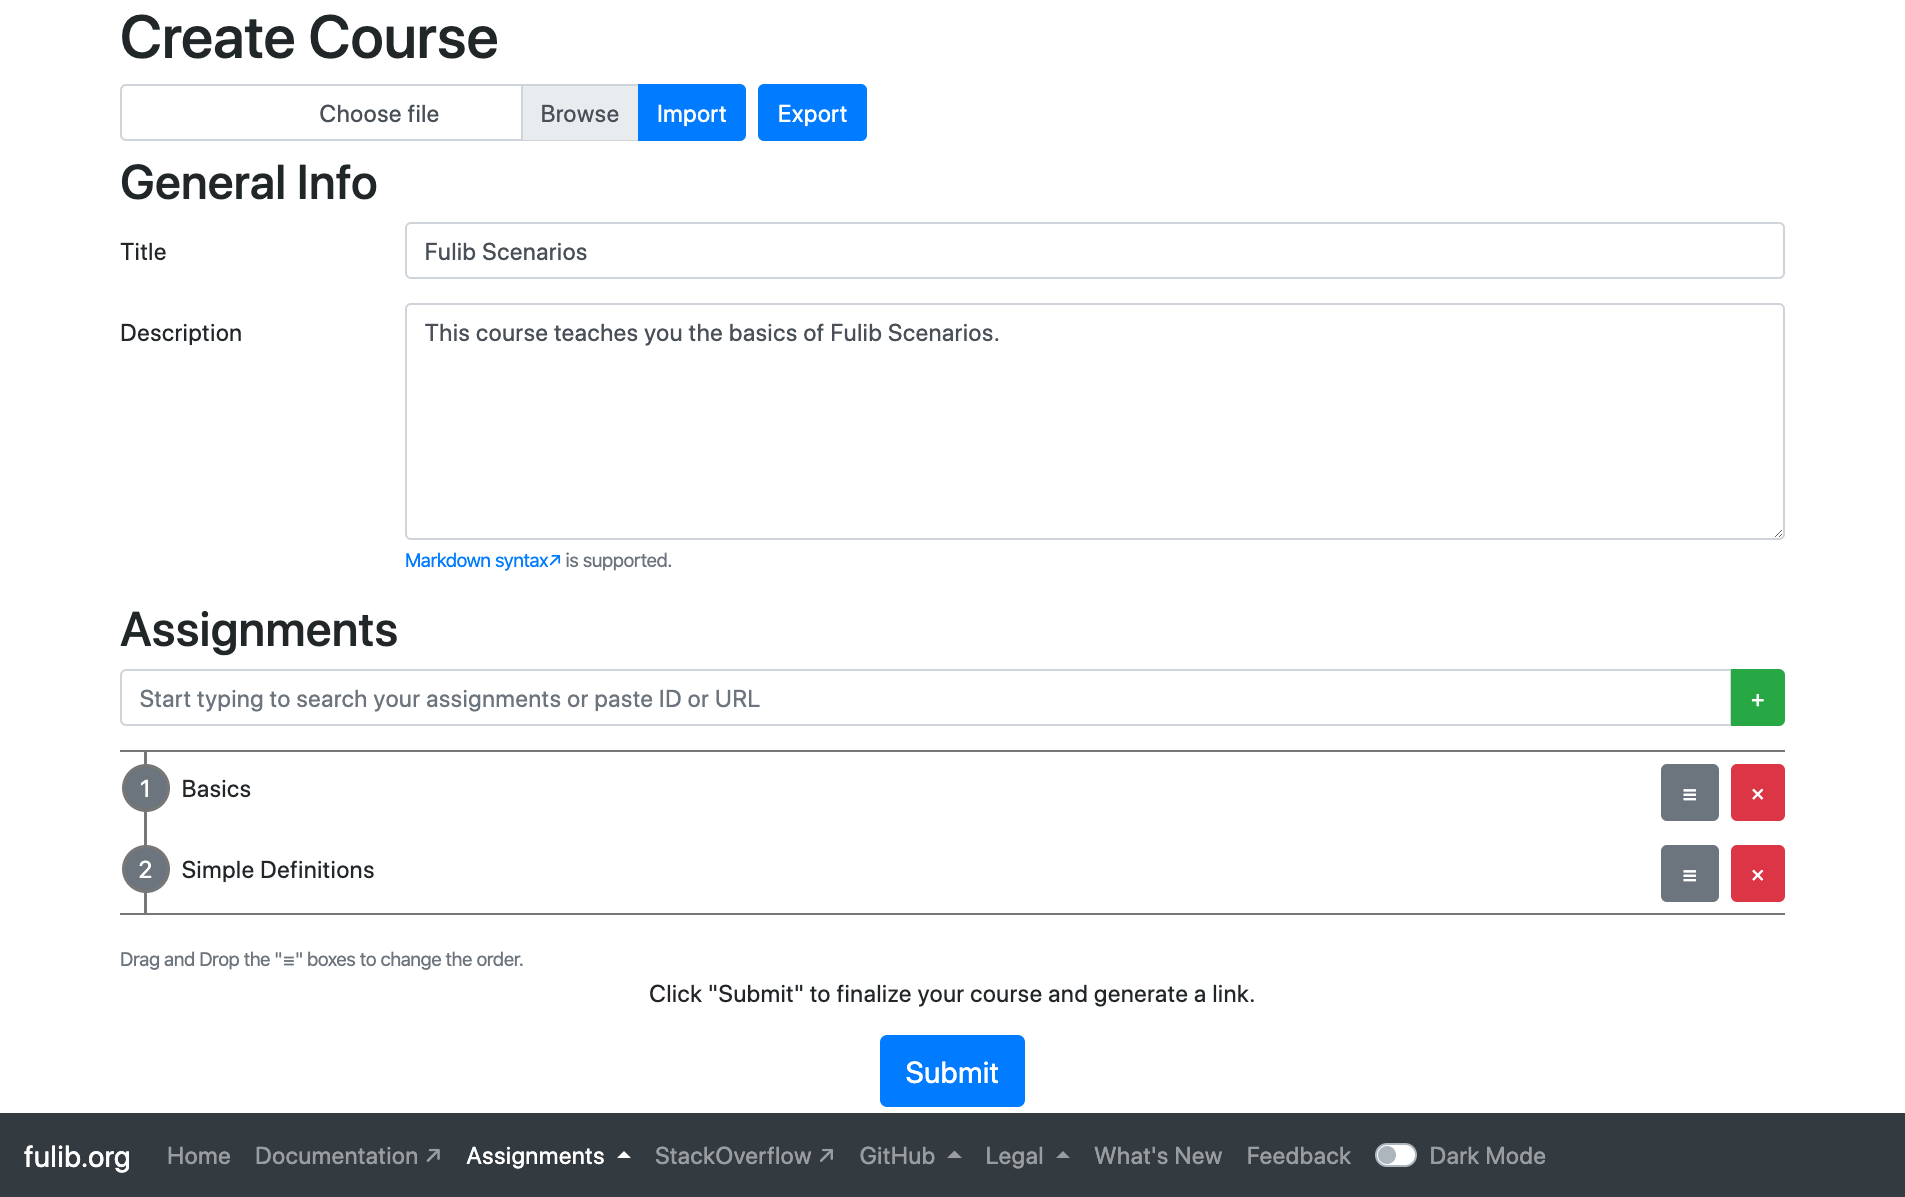 Create Course
Choose file Browse Import Export
General Info
Title Fulib Scenarios
Description This course teaches you the basics of Fulib Scenarios.
Markdown syntax↗ is supported.
Assignments
Start typing to search your assignments or paste ID or URL +
1 Basics ≡ ×
2 Simple Definitions ≡ ×
Drag and Drop the "≡" boxes to change the order.
Click "Submit" to finalize your course and generate a link.
Submit
fulib.org Home Documentation ↗ Assignments StackOverflow ↗ GitHub Legal What's New Feedback Dark Mode